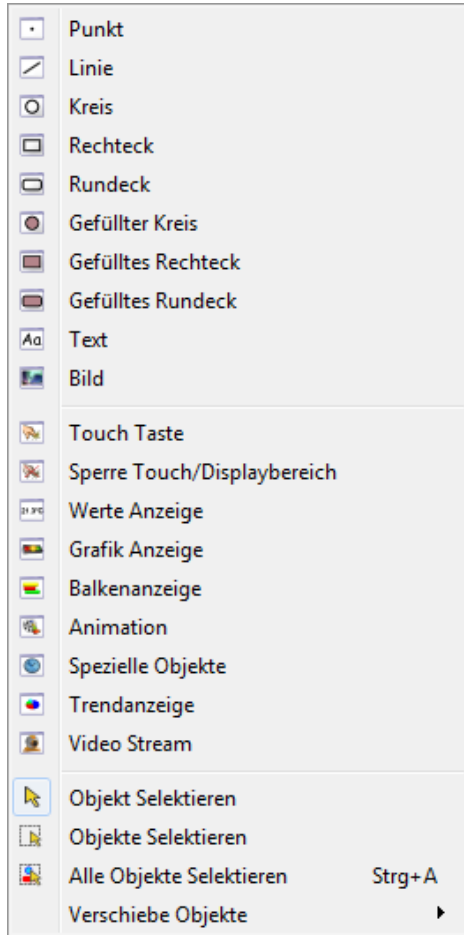 Punkt
Linie
Kreis
Rechteck
Rundeck
Gefüllter Kreis
Gefülltes Rechteck
Gefülltes Rundeck
Aa Text
Bild
Touch Taste
Sperre Touch/Displaybereich
Werte Anzeige
Grafik Anzeige
Balkenanzeige
Animation
Spezielle Objekte
Trendanzeige
Video Stream
Objekt Selektieren
Objekte Selektieren
Alle Objekte Selektieren Strg+A
Verschiebe Objekte